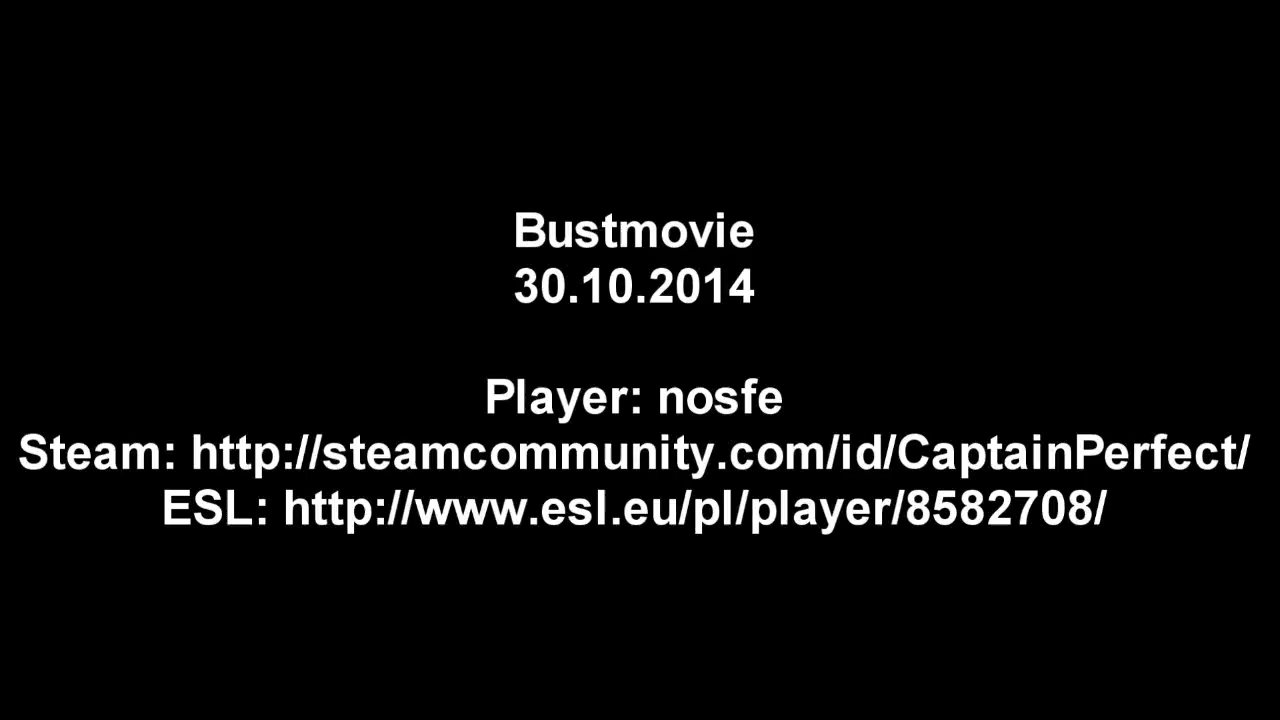 Bustmovie
30.10.2014
Player: nosfe
Steam: http://steamcommunity.com/id/CaptainPerfect/
ESL: http://www.esl.eu/pl/player/8582708/